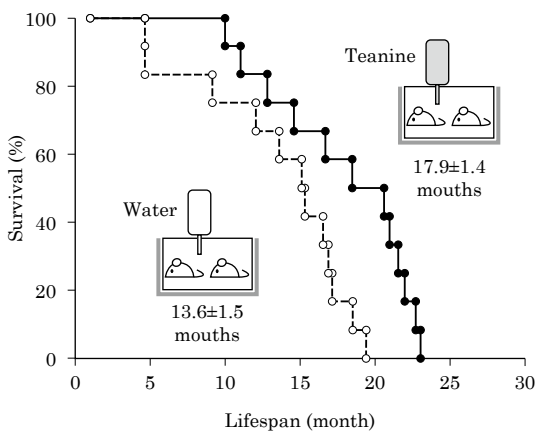 100
80
60
40
20
0
Survival (%)
0 5 10 15 20 25 30
Lifespan (month)
Teanine
17.9±1.4
mouths
Water
13.6±1.5
mouths